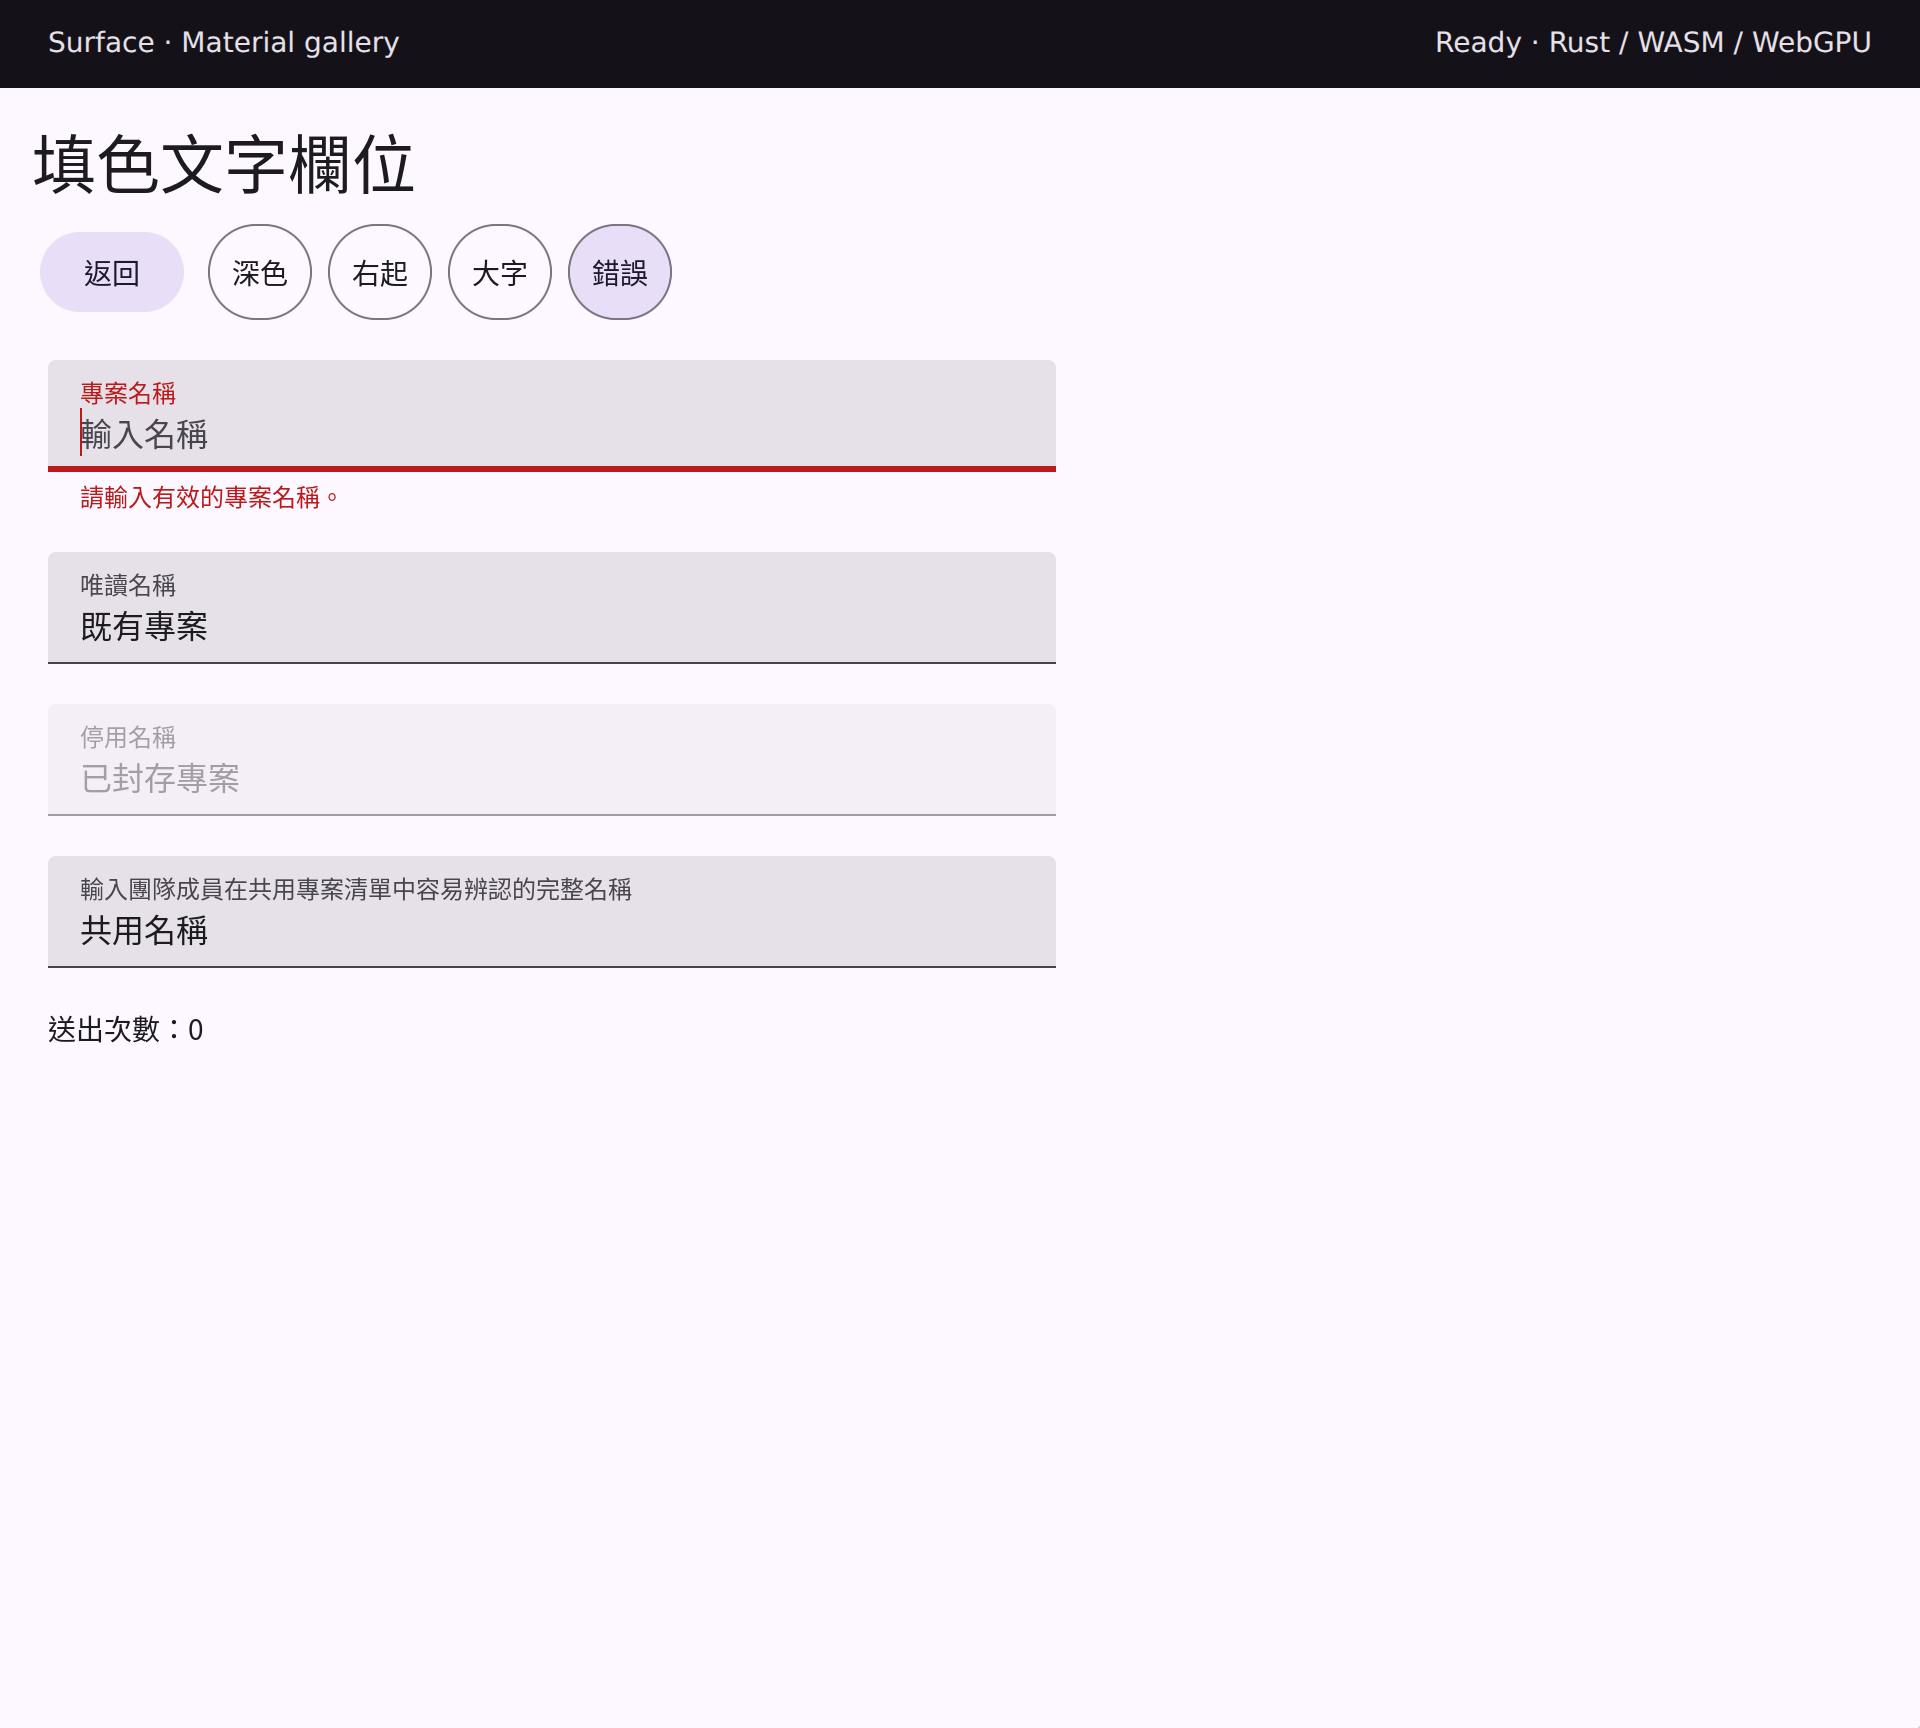 Surface · Material gallery
Ready · Rust / WASM / WebGPU
填色文字欄位
返回
深色
右起
大字
錯誤
專案名稱
輸入名稱
請輸入有效的專案名稱。
唯讀名稱
既有專案
停用名稱
已封存專案
輸入團隊成員在共用專案清單中容易辨認的完整名稱
共用名稱
送出次數：0